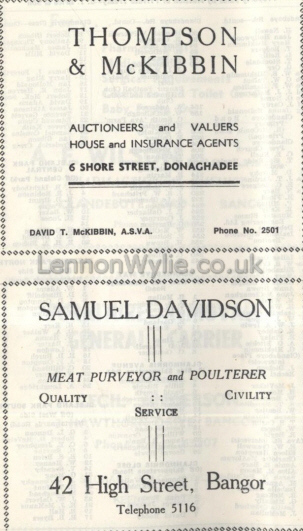 THOMPSON
& McKIBBIN
AUCTIONEERS and VALUERS
HOUSE and INSURANCE AGENTS
6 SHORE STREET, DONAGHADEE
DAVID T. McKIBBIN, A.S.V.A. Phone No. 2501
LennonWylie.co.uk
SAMUEL DAVIDSON
MEAT PURVEYOR and POULTERER
QUALITY : : CIVILITY
SERVICE
42 High Street, Bangor
Telephone 5116